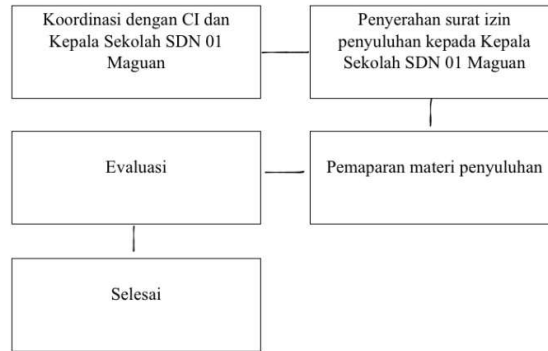 Koordinasi dengan CI dan
Kepala Sekolah SDN 01
Maguan
Penyerahan surat izin
penyuluhan kepada Kepala
Sekolah SDN 01 Maguan
Pemaparan materi penyuluhan
Evaluasi
Selesai